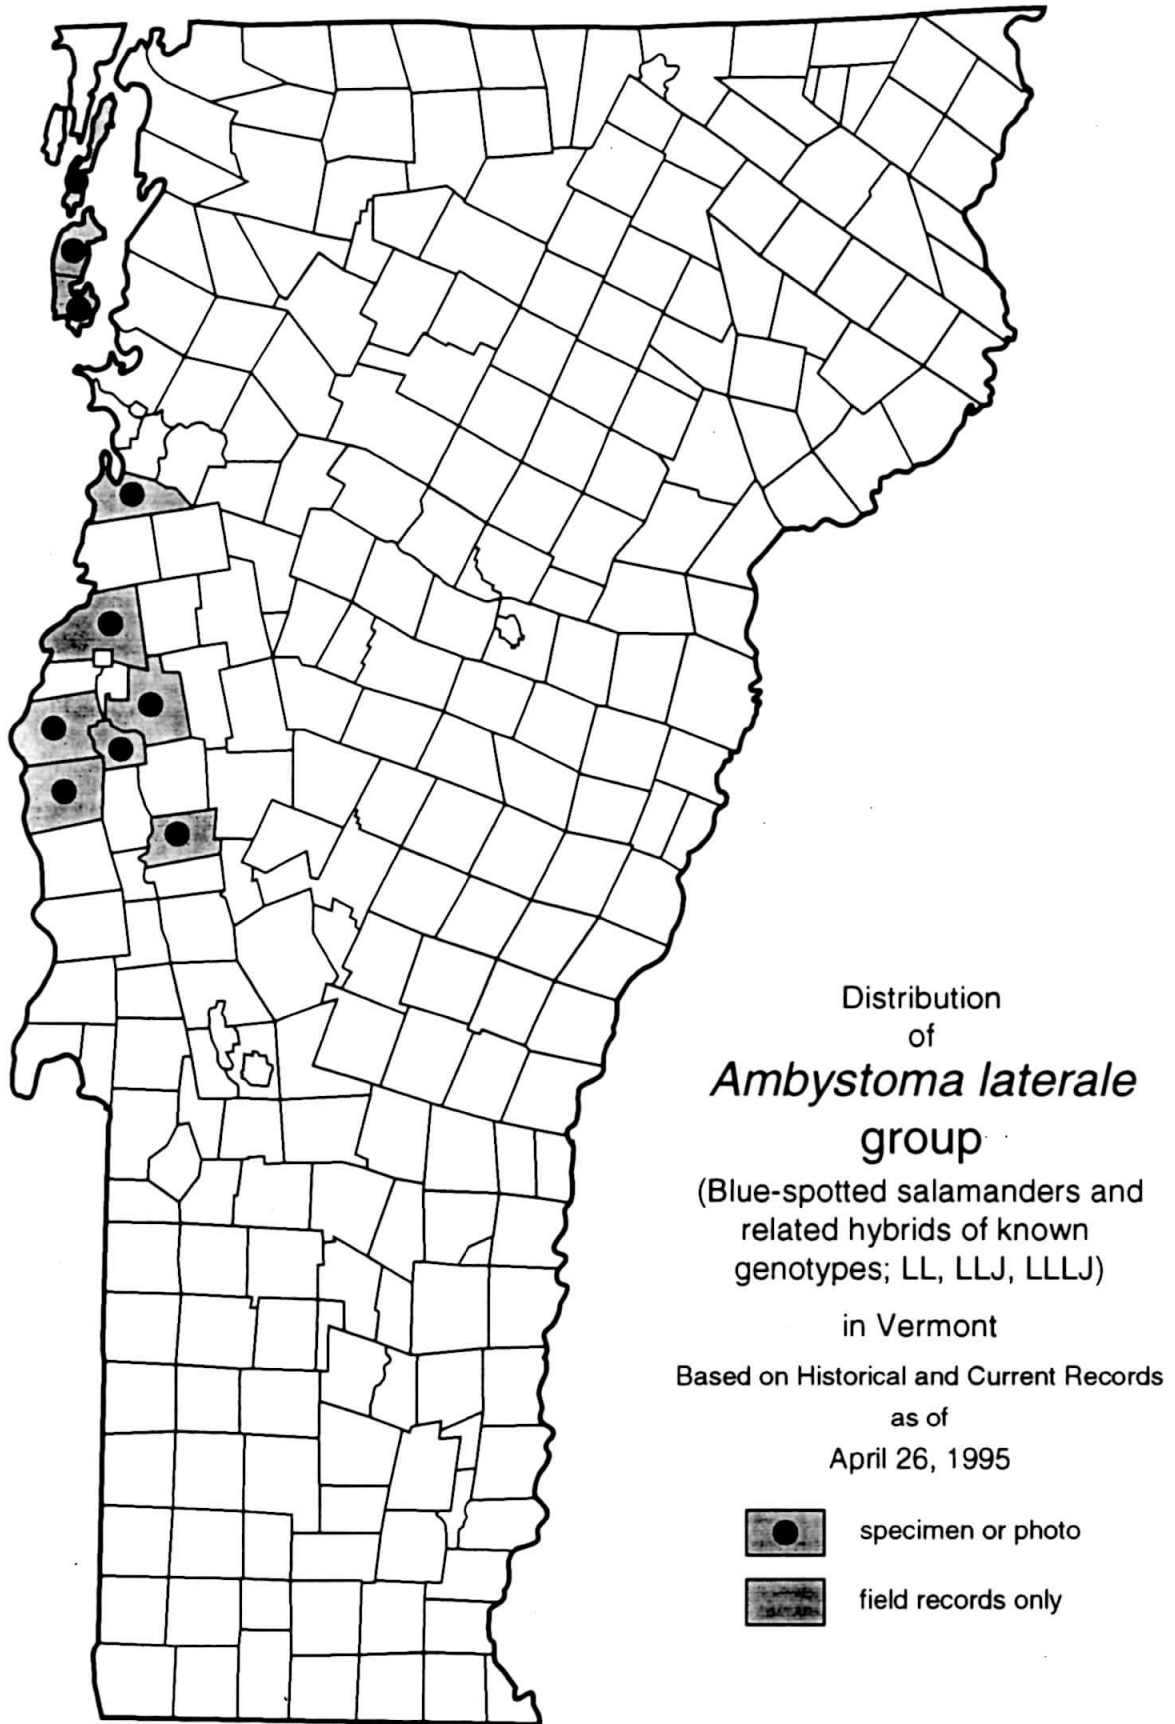 Distribution
of
Ambystoma laterale
group
(Blue-spotted salamanders and
related hybrids of known
genotypes; LL, LLJ, LLLJ)
in Vermont
Based on Historical and Current Records
as of
April 26, 1995
specimen or photo
field records only